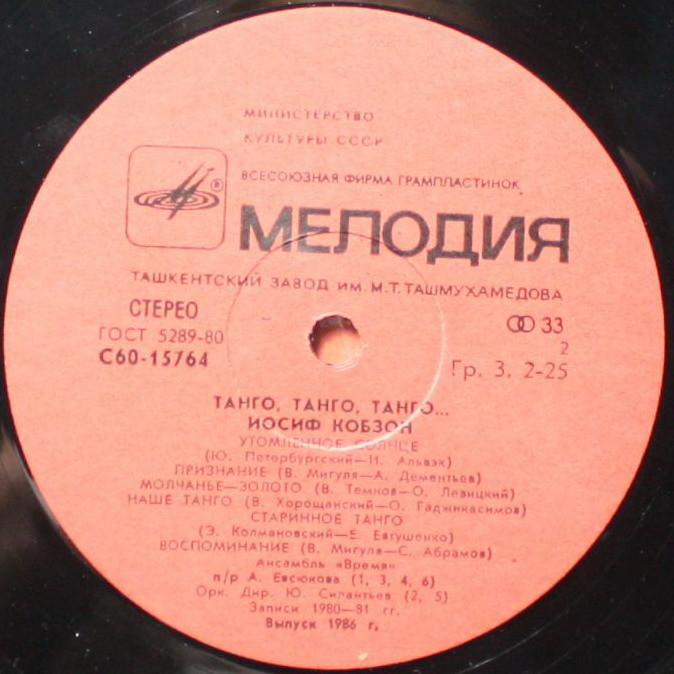 МИНИСТЕРСТВО
КУЛЬТУРЫ СССР
ВСЕСОЮЗНАЯ ФИРМА ГРАМПЛАСТИНОК
®
МЕЛОДИЯ
ТАШКЕНТСКИЙ ЗАВОД ИМ. М.Т. ТАШМУХАМЕДОВА
СТЕРЕО
33
ГОСТ 5289-80
2
С60-15764
Гр. 3. 2-25
ТАНГО, ТАНГО, ТАНГО...
ИОСИФ КОБЗОН
УТОМЛЕННОЕ СОЛНЦЕ
(Ю. Петербургский—И. Альвэк)
ПРИЗНАНИЕ (В. Мигуля—А. Дементьев)
МОЛЧАНЬЕ—ЗОЛОТО (В. Темнов—О. Левицкий)
НАШЕ ТАНГО (В. Хорощанский—О. Гаджикасимов)
СТАРИННОЕ ТАНГО
(Э. Колмановский—Е. Евтушенко)
ВОСПОМИНАНИЕ (В. Мигуля—С. Абрамов)
Ансамбль «Время»
п/р А. Евсюкова (1, 3, 4, 6)
Орк. Дир. Ю. Силантьев (2, 5)
Записи 1980—81 гг.
Выпуск 1986 г.